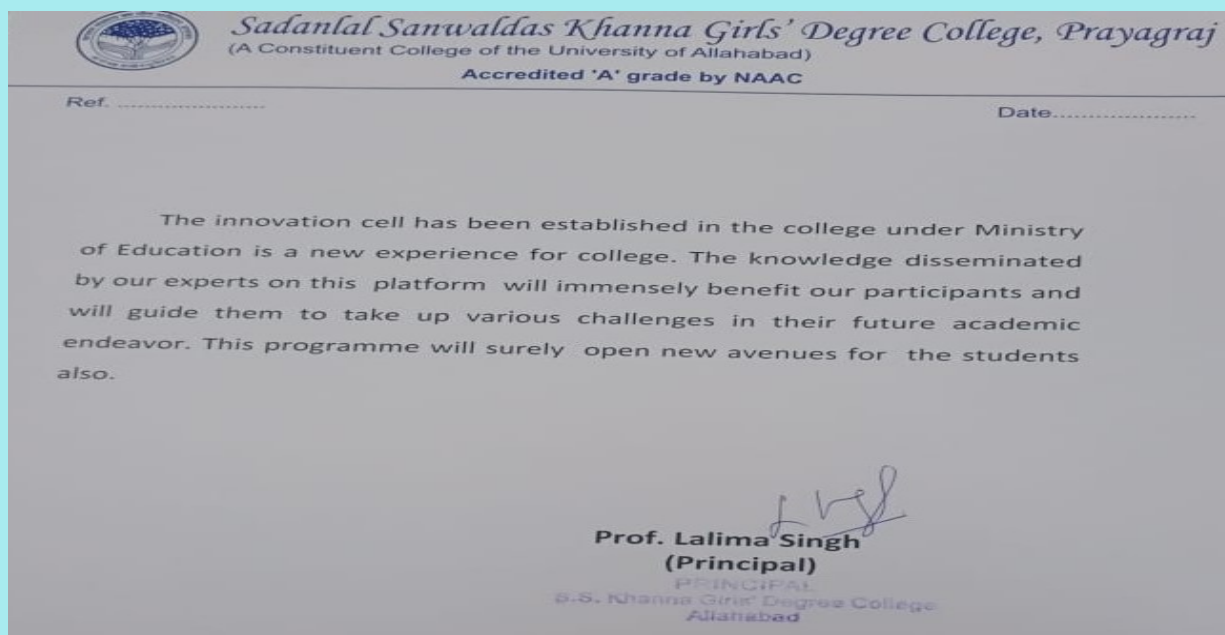 Sadanlal Sanwaldas Khanna Girls' Degree College, Prayagraj
(A Constituent College of the University of Allahabad)
Accredited 'A' grade by NAAC
Ref. ........................
Date.....................
The innovation cell has been established in the college under Ministry
of Education is a new experience for college. The knowledge disseminated
by our experts on this platform will immensely benefit our participants and
will guide them to take up various challenges in their future academic
endeavor. This programme will surely open new avenues for the students
also.
Prof. Lalima Singh
(Principal)
PRINCIPAL
S.S. Khanna Girls' Degree College
Allahabad